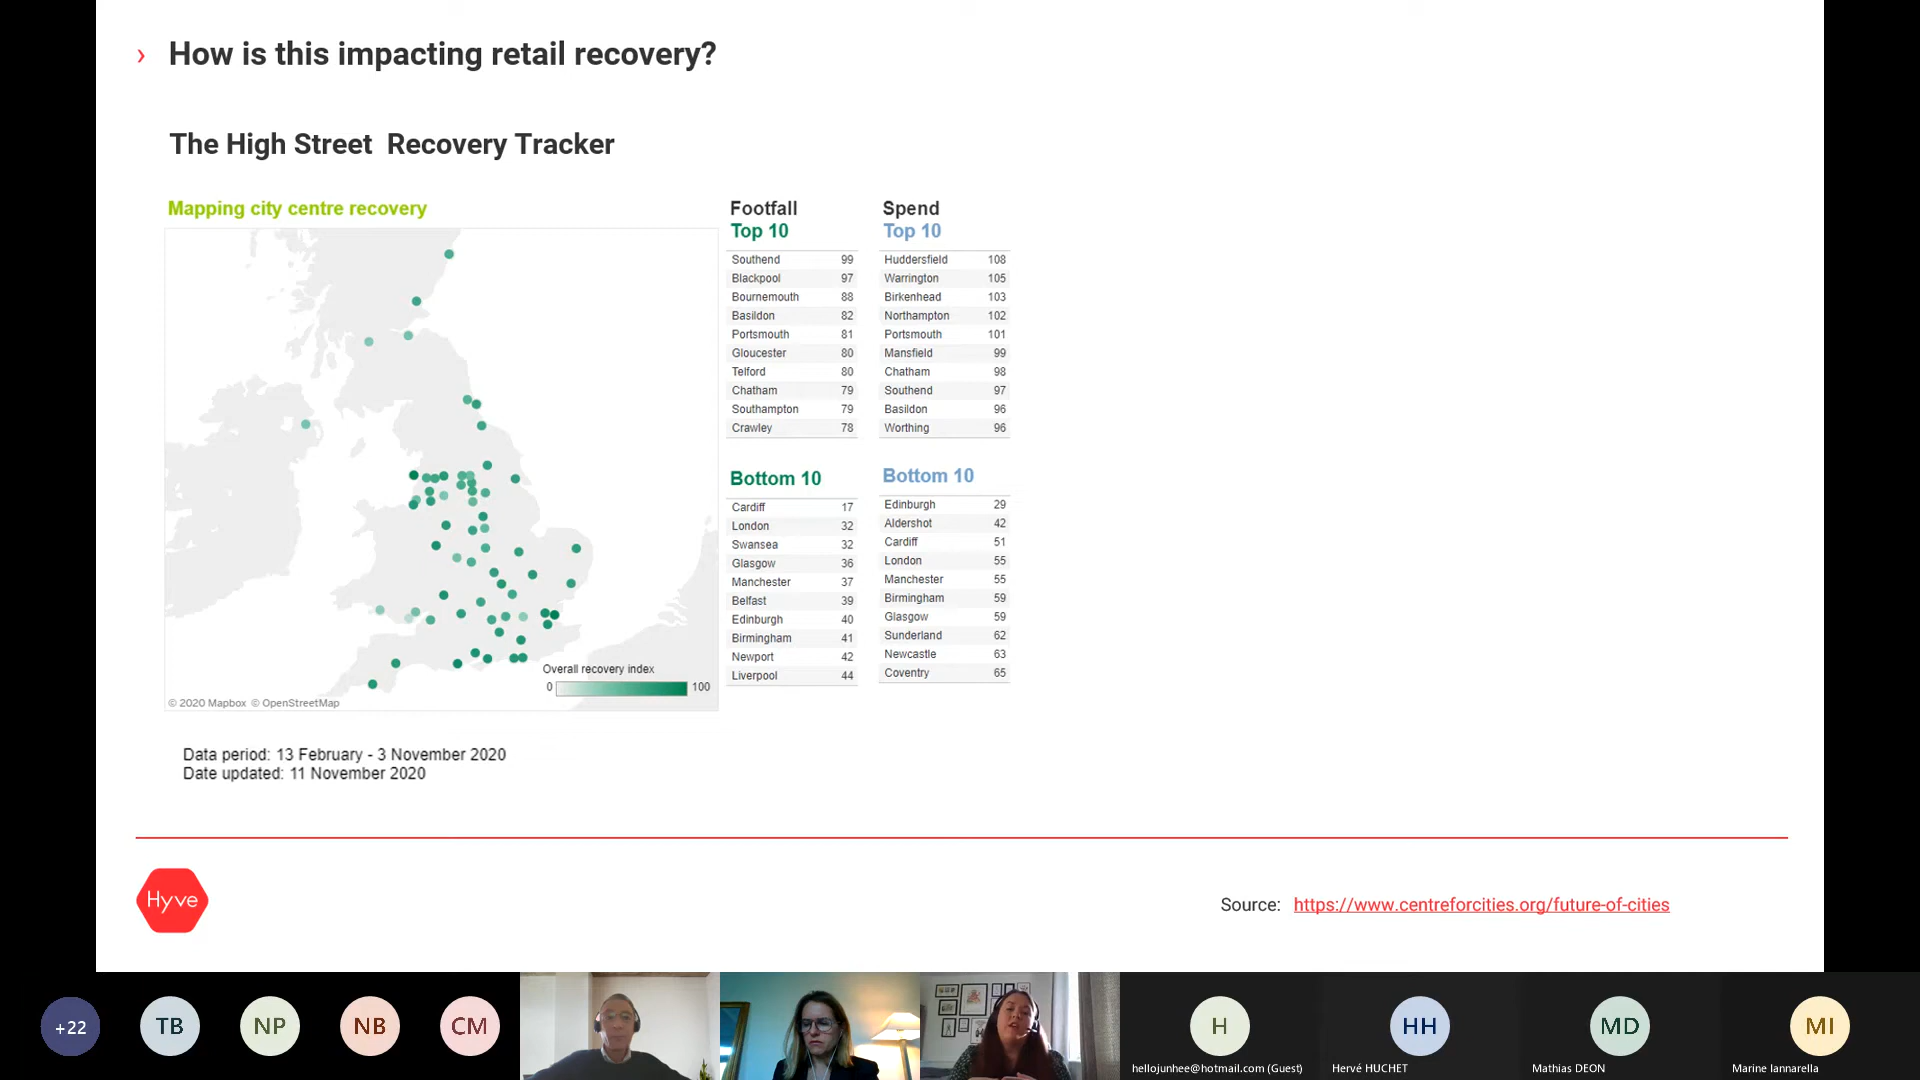 › How is this impacting retail recovery?
The High Street Recovery Tracker
Mapping city centre recovery
Overall recovery index
0 100
© 2020 Mapbox © OpenStreetMap
Footfall
Top 10
Southend 99
Blackpool 97
Bournemouth 88
Basildon 82
Portsmouth 81
Gloucester 80
Telford 80
Chatham 79
Southampton 79
Crawley 78
Bottom 10
Cardiff 17
London 32
Swansea 32
Glasgow 36
Manchester 37
Belfast 39
Edinburgh 40
Birmingham 41
Newport 42
Liverpool 44
Spend
Top 10
Huddersfield 108
Warrington 105
Birkenhead 103
Northampton 102
Portsmouth 101
Mansfield 99
Chatham 98
Southend 97
Basildon 96
Worthing 96
Bottom 10
Edinburgh 29
Aldershot 42
Cardiff 51
London 55
Manchester 55
Birmingham 59
Glasgow 59
Sunderland 62
Newcastle 63
Coventry 65
Data period: 13 February - 3 November 2020
Date updated: 11 November 2020
Hyve
Source: https://www.centreforcities.org/future-of-cities
+22
TB
NP
NB
CM
H
hellojunhee@hotmail.com (Guest)
HH
Hervé HUCHET
MD
Mathias DEON
MI
Marine Iannarella